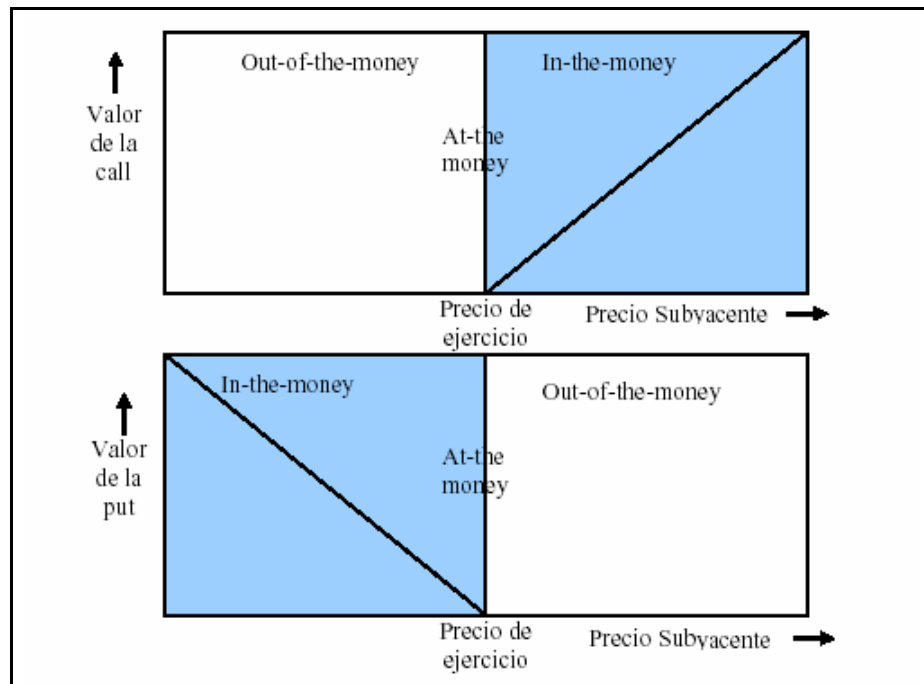 Out-of-the-money
In-the-money
Valor
de la
call
At-the
money
Precio de
ejercicio
Precio Subyacente
In-the-money
Out-of-the-money
Valor
de la
put
At-the
money
Precio de
ejercicio
Precio Subyacente